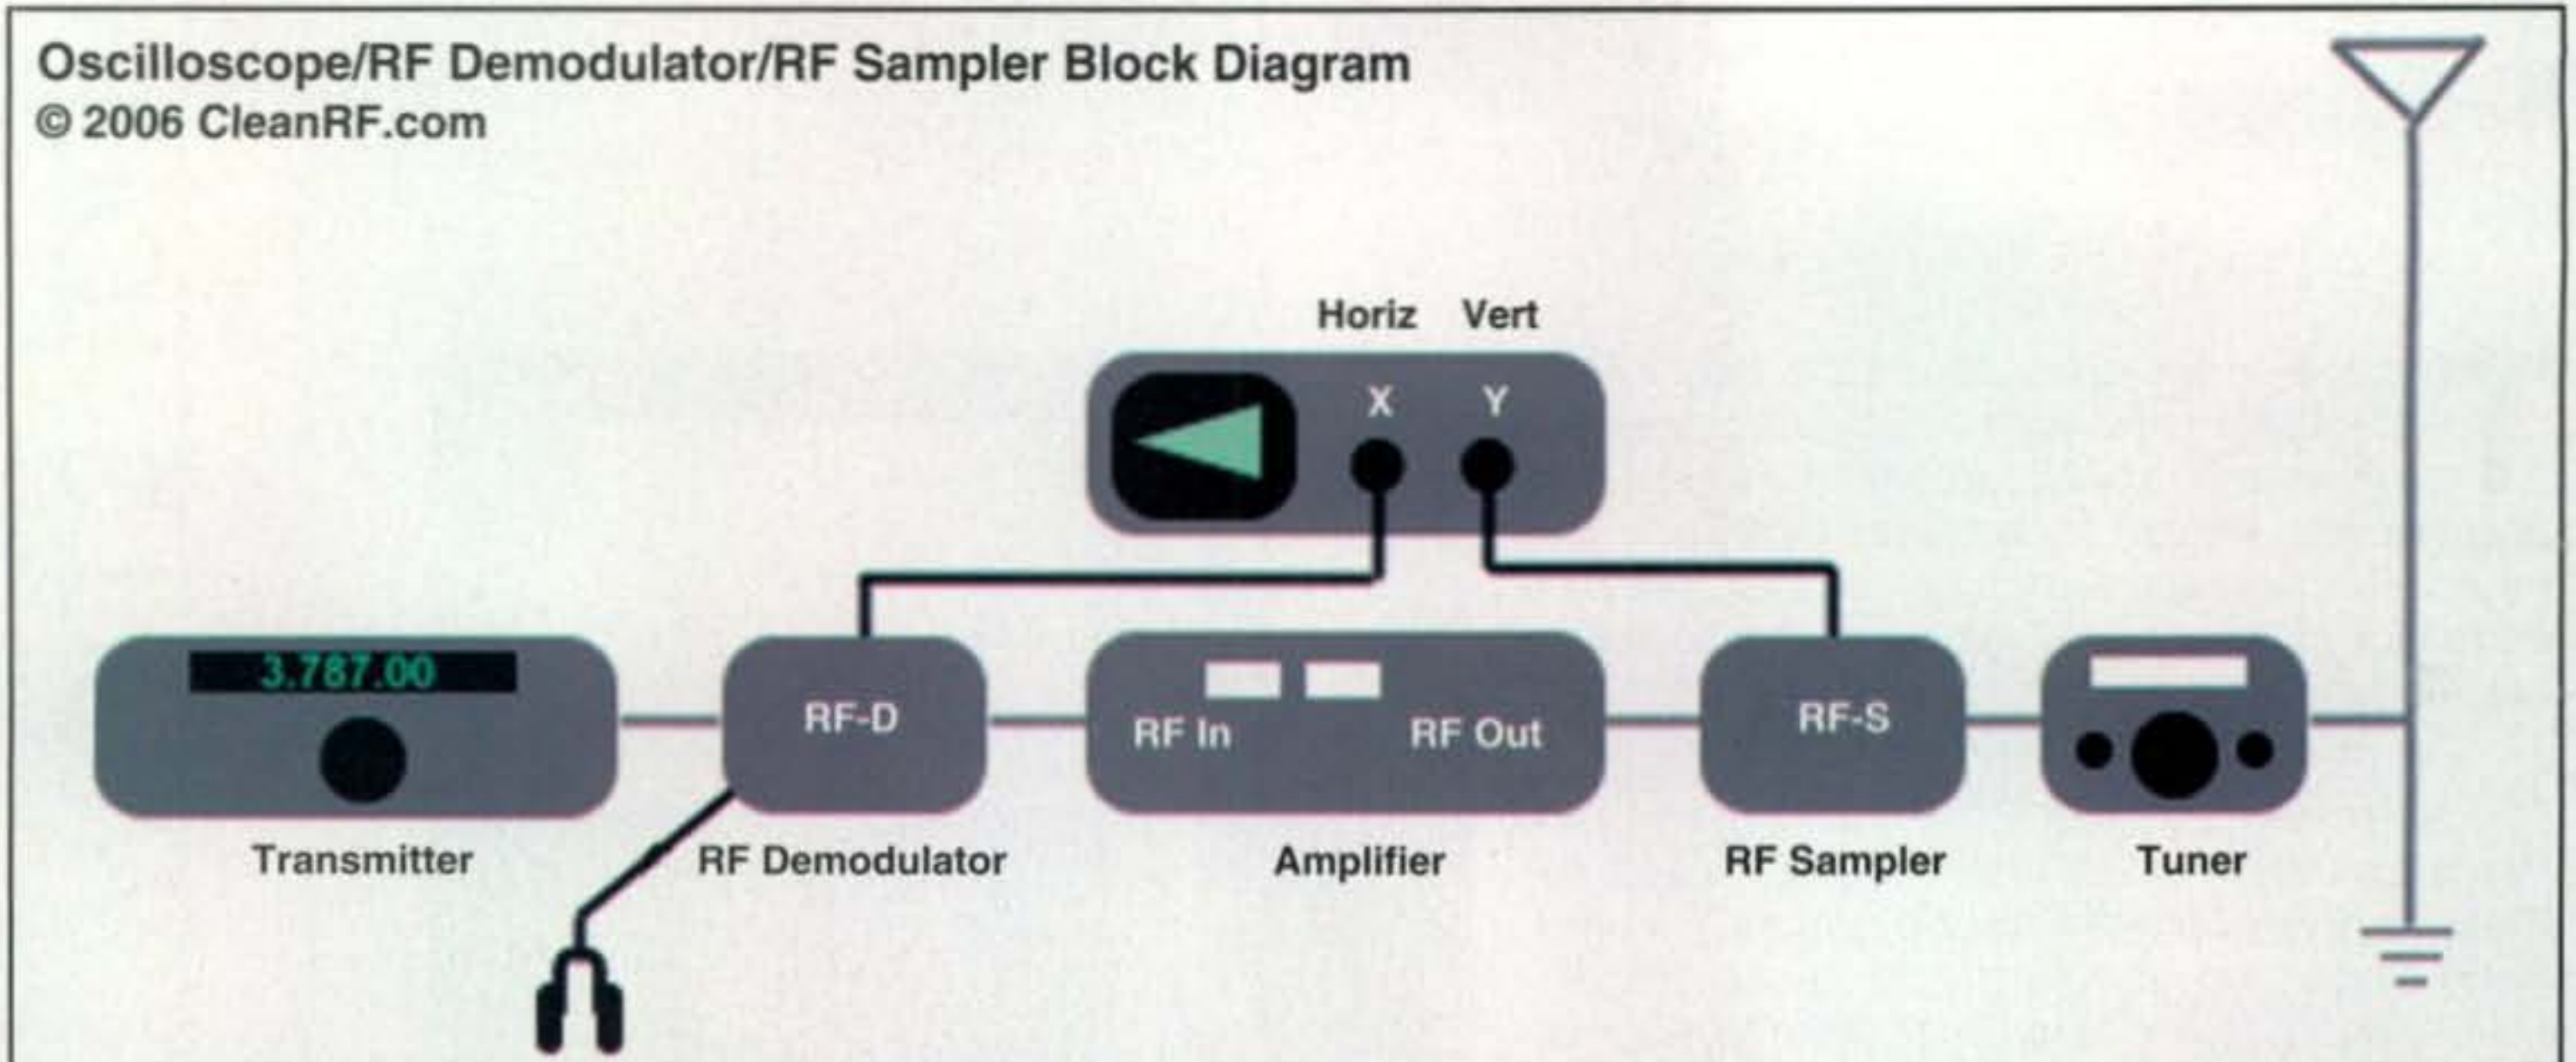 Oscilloscope/RF Demodulator/RF Sampler Block Diagram
© 2006 CleanRF.com
Horiz Vert
X Y
3.787.00
RF-D
RF In RF Out
RF-S
Transmitter RF Demodulator Amplifier RF Sampler Tuner